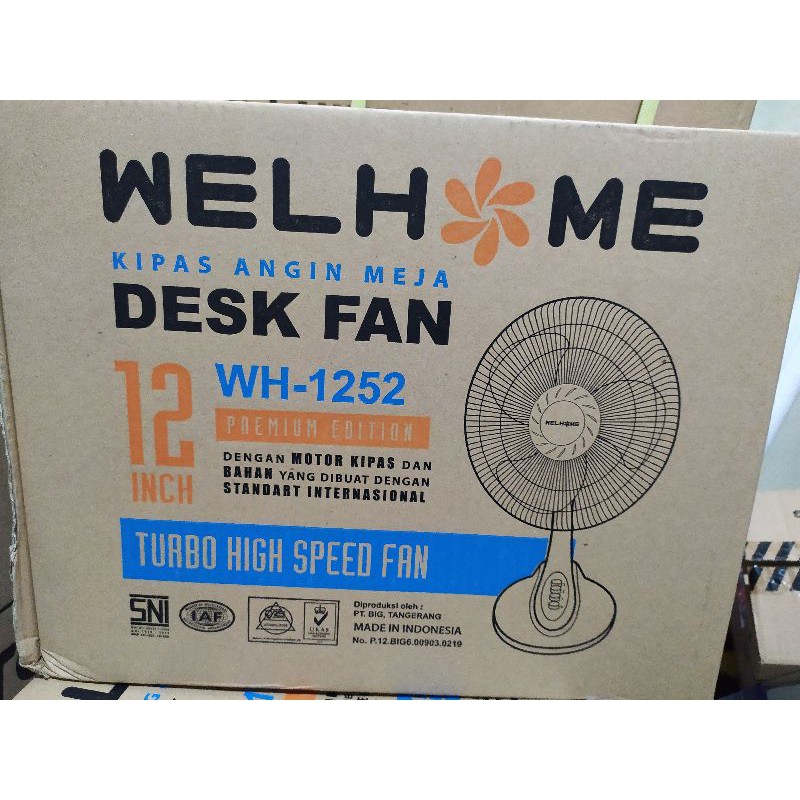 WELHOME
KIPAS ANGIN MEJA
DESK FAN
12
INCH
WH-1252
PREMIUM EDITION
DENGAN MOTOR KIPAS DAN
BAHAN YANG DIBUAT DENGAN
STANDART INTERNASIONAL
WELHOME
TURBO HIGH SPEED FAN
SNI
IAF
UKAS
Diproduksi oleh :
PT. BIG, TANGERANG
MADE IN INDONESIA
No. P.12.BIG6.00903.0219